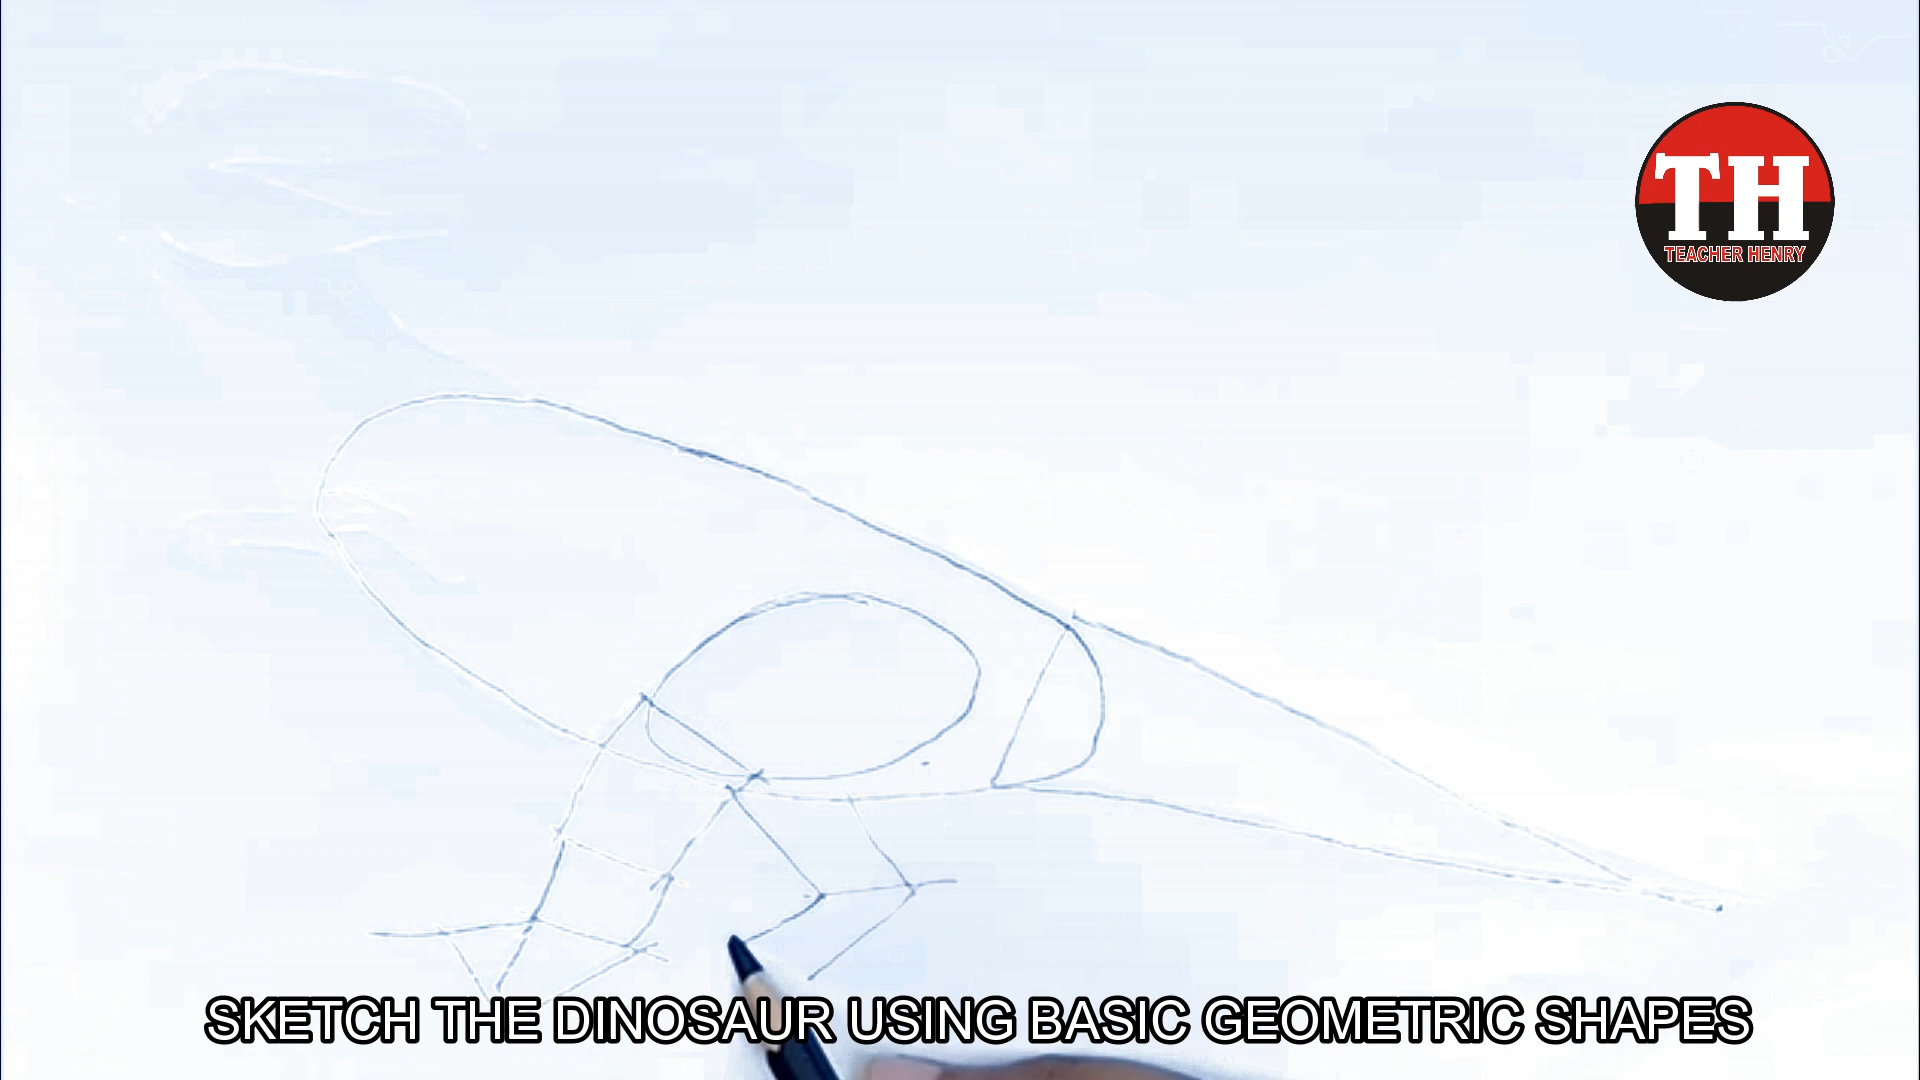 TH
TEACHER HENRY
SKETCH THE DINOSAUR USING BASIC GEOMETRIC SHAPES